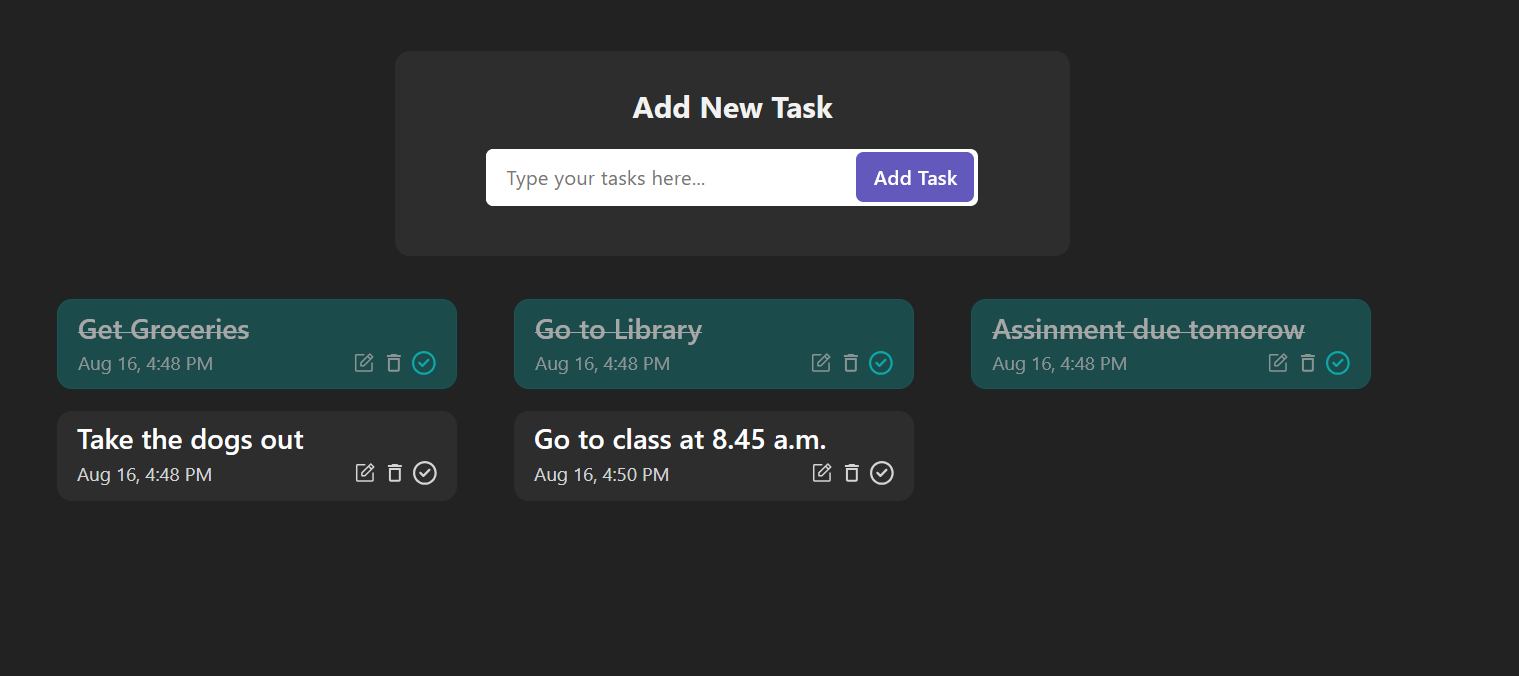 Add New Task
Type your tasks here...
Add Task
Get Groceries
Aug 16, 4:48 PM
Go to Library
Aug 16, 4:48 PM
Assinment due tomorow
Aug 16, 4:48 PM
Take the dogs out
Aug 16, 4:48 PM
Go to class at 8.45 a.m.
Aug 16, 4:50 PM